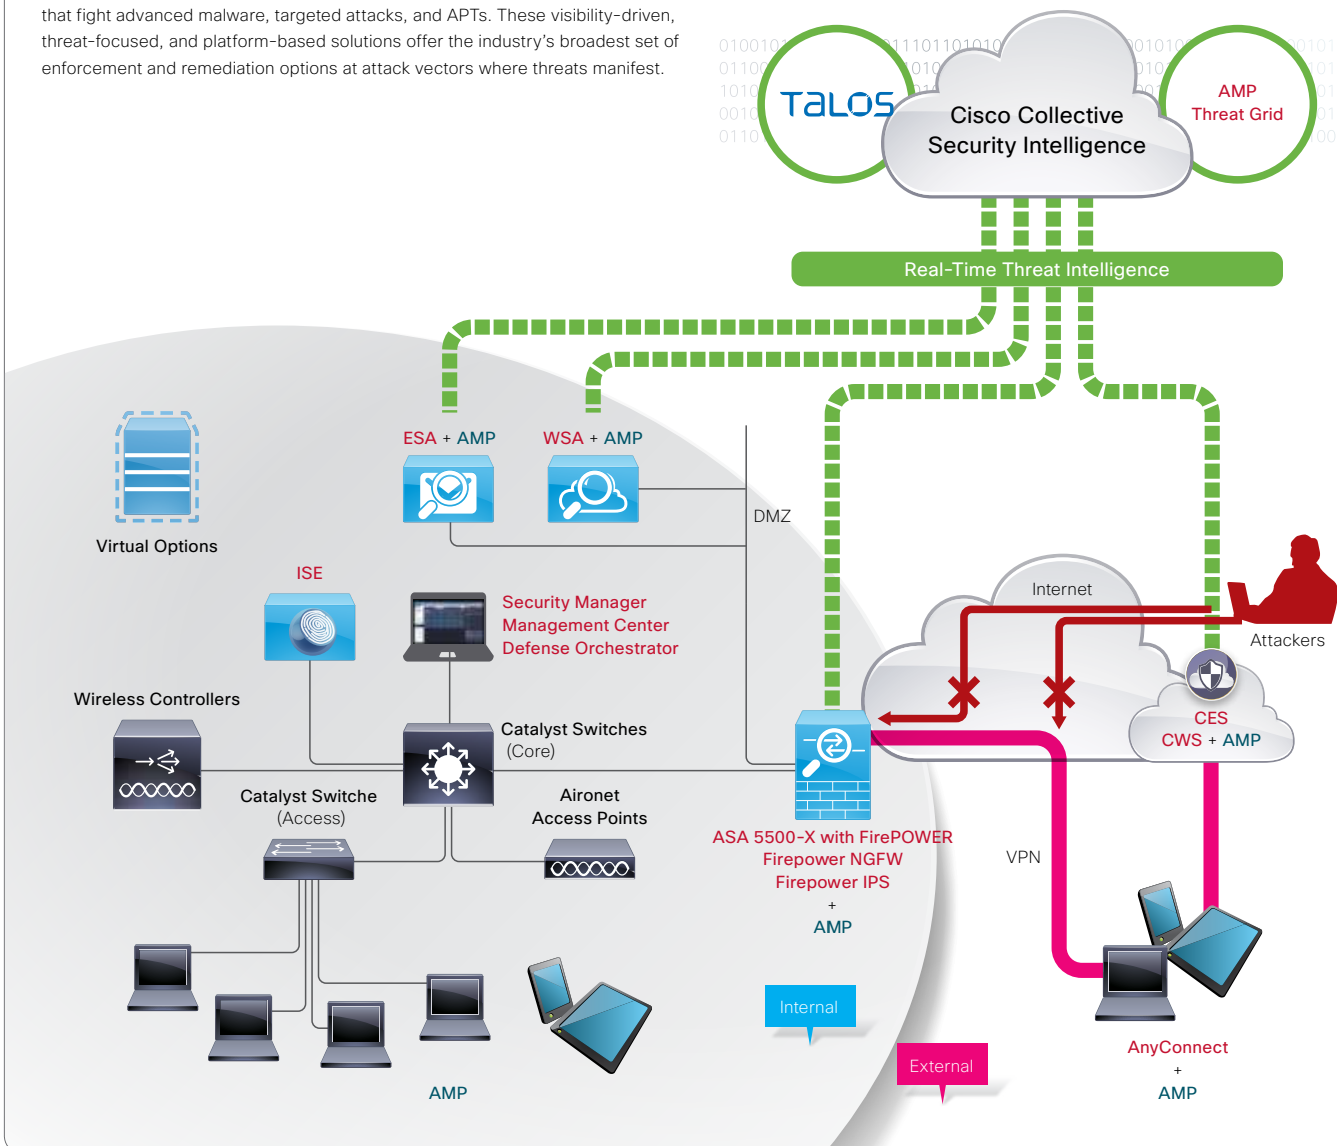 that fight advanced malware, targeted attacks, and APTs. These visibility-driven,
threat-focused, and platform-based solutions offer the industry's broadest set of
enforcement and remediation options at attack vectors where threats manifest.
TALOS
Cisco Collective
Security Intelligence
AMP
Threat Grid
Real-Time Threat Intelligence
ESA + AMP
WSA + AMP
DMZ
Virtual Options
ISE
Security Manager
Management Center
Defense Orchestrator
Internet
Attackers
Wireless Controllers
Catalyst Switches
(Core)
CES
CWS + AMP
Catalyst Switche
(Access)
Aironet
Access Points
ASA 5500-X with FirePOWER
Firepower NGFW
Firepower IPS
+
AMP
VPN
Internal
External
AnyConnect
+
AMP
AMP